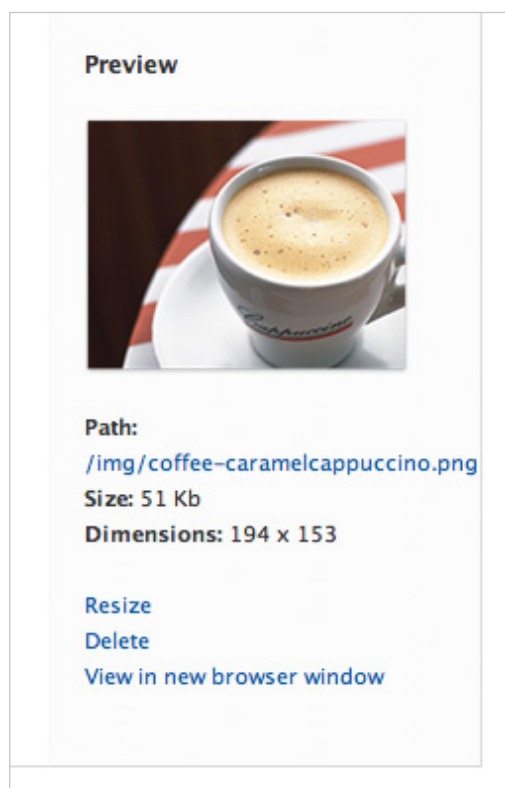 Preview
Cappuccino
Path:
/img/coffee-caramelcappuccino.png
Size: 51 Kb
Dimensions: 194 x 153
Resize
Delete
View in new browser window